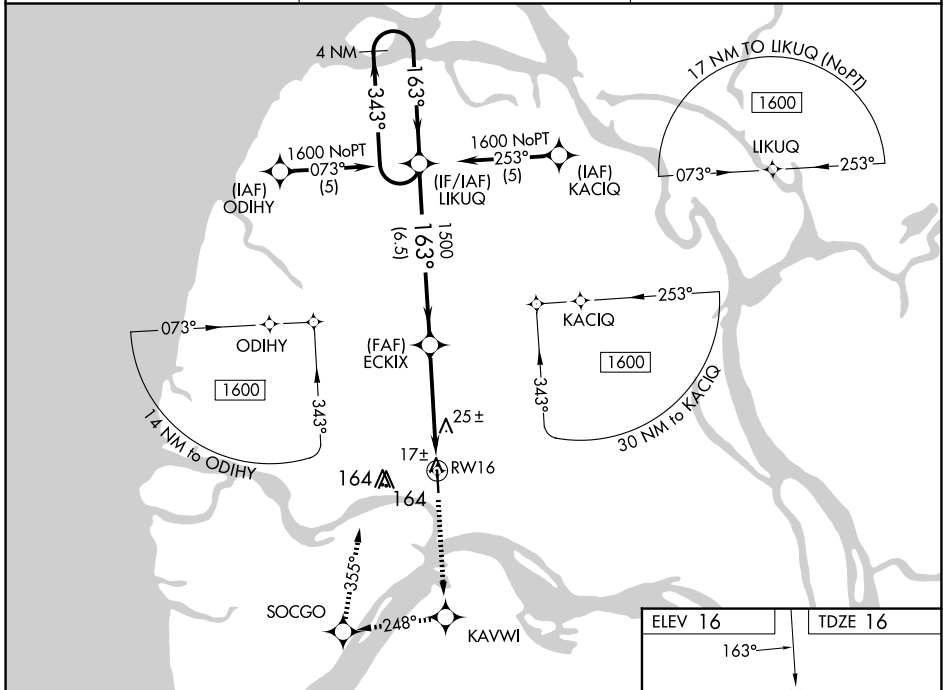 4 NM
343°
163°
17 NM TO LIKUQ (NoPT)
1600
LIKUQ
073°
253°
1600 NoPT
073°
(5)
(IAF)
ODIHY
(IF/IAF)
LIKUQ
1600 NoPT
253°
(5)
(IAF)
KACIQ
1500
163°
(6.5)
073°
ODIHY
1600
343°
14 NM to ODIHY
253°
KACIQ
1600
343°
30 NM to KACIQ
(FAF)
ECKIX
25±
17±
RW16
164
164
355°
SOCGO
248°
KAVWI
ELEV 16
TDZE 16
163°